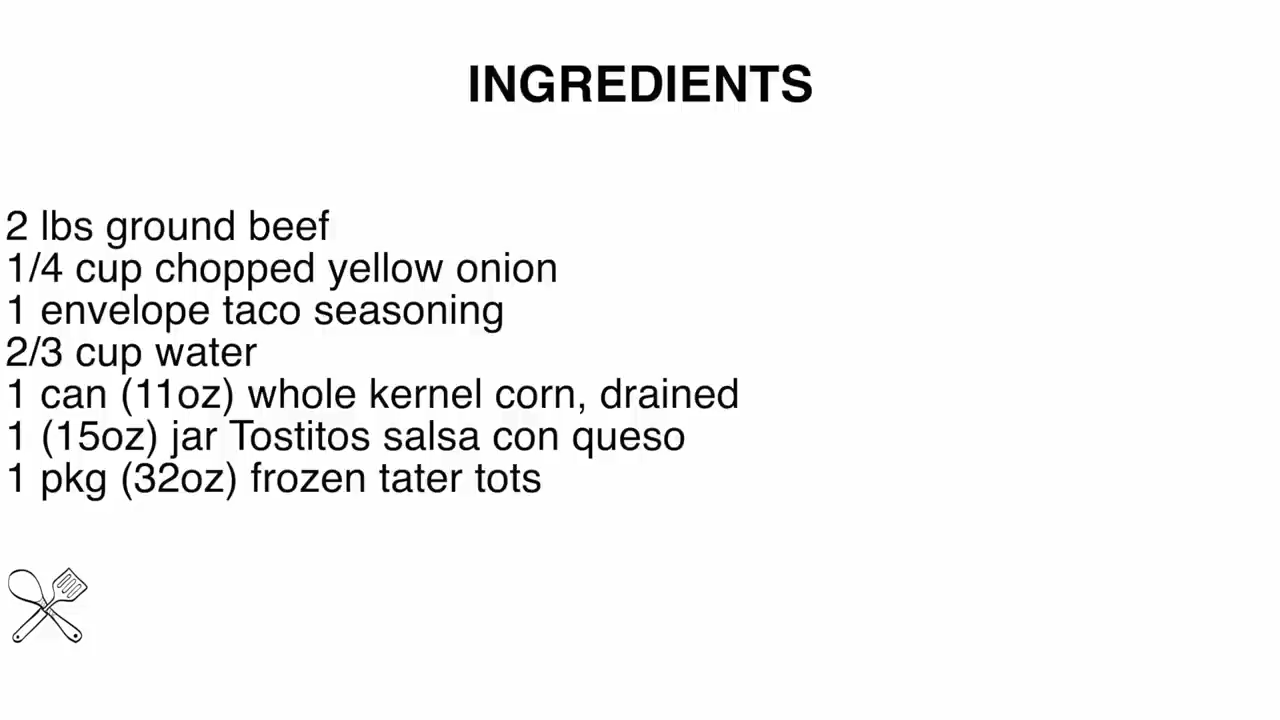 INGREDIENTS
2 lbs ground beef
1/4 cup chopped yellow onion
1 envelope taco seasoning
2/3 cup water
1 can (11oz) whole kernel corn, drained
1 (15oz) jar Tostitos salsa con queso
1 pkg (32oz) frozen tater tots